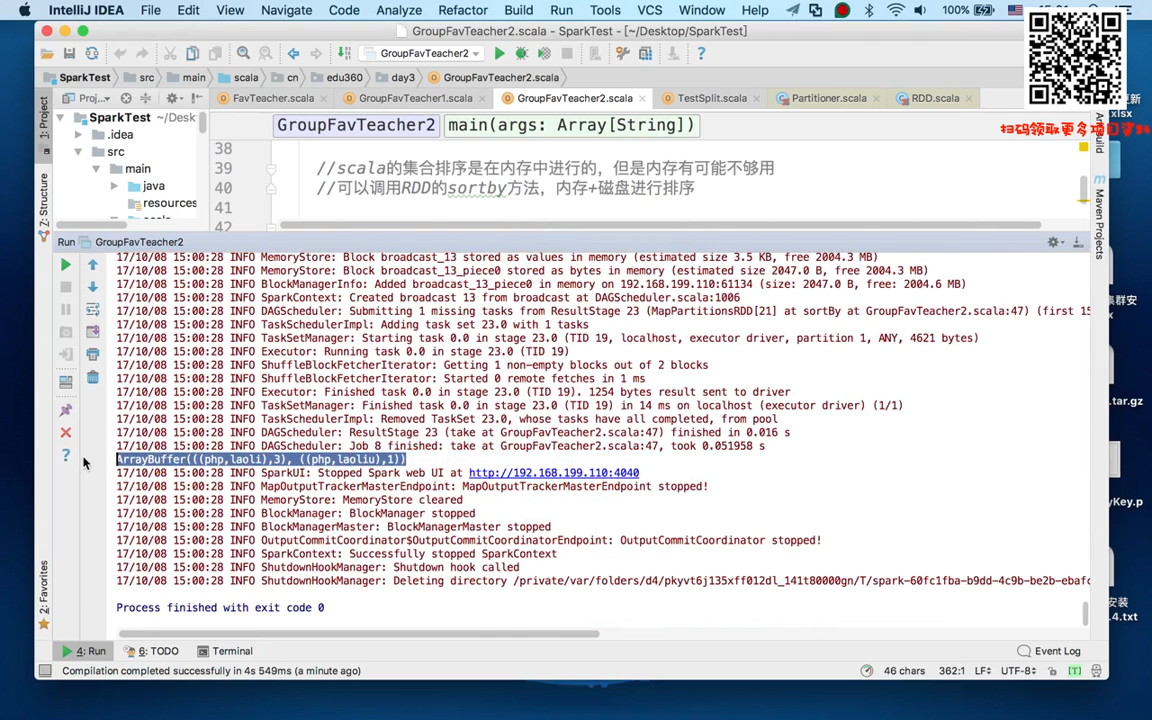 IntelliJ IDEA File Edit View Navigate Code Analyze Refactor Build Run Tools VCS Window Help 100%
GroupFavTeacher2.scala - SparkTest - [~/Desktop/SparkTest]
GroupFavTeacher2
SparkTest src main scala cn edu360 day3 GroupFavTeacher2.scala
Proj... FavTeacher.scala GroupFavTeacher1.scala GroupFavTeacher2.scala TestSplit.scala Partitioner.scala RDD.scala
扫码领取更多项目资料
SparkTest ~/Desk
.idea
src
main
java
resources
GroupFavTeacher2 main(args: Array[String])
38
39 //scala的集合排序是在内存中进行的，但是内存有可能不够用
40 //可以调用RDD的sortby方法，内存+磁盘进行排序
41
42
1: Project
7: Structure
2: Favorites
Maven Projects
Run GroupFavTeacher2
17/10/08 15:00:28 INFO MemoryStore: Block broadcast_13 stored as values in memory (estimated size 3.5 KB, free 2004.3 MB)
17/10/08 15:00:28 INFO MemoryStore: Block broadcast_13_piece0 stored as bytes in memory (estimated size 2047.0 B, free 2004.3 MB)
17/10/08 15:00:28 INFO BlockManagerInfo: Added broadcast_13_piece0 in memory on 192.168.199.110:61134 (size: 2047.0 B, free: 2004.6 MB)
17/10/08 15:00:28 INFO SparkContext: Created broadcast 13 from broadcast at DAGScheduler.scala:1006
17/10/08 15:00:28 INFO DAGScheduler: Submitting 1 missing tasks from ResultStage 23 (MapPartitionsRDD[21] at sortBy at GroupFavTeacher2.scala:47) (first 15
17/10/08 15:00:28 INFO TaskSchedulerImpl: Adding task set 23.0 with 1 tasks
17/10/08 15:00:28 INFO TaskSetManager: Starting task 0.0 in stage 23.0 (TID 19, localhost, executor driver, partition 1, ANY, 4621 bytes)
17/10/08 15:00:28 INFO Executor: Running task 0.0 in stage 23.0 (TID 19)
17/10/08 15:00:28 INFO ShuffleBlockFetcherIterator: Getting 1 non-empty blocks out of 2 blocks
17/10/08 15:00:28 INFO ShuffleBlockFetcherIterator: Started 0 remote fetches in 1 ms
17/10/08 15:00:28 INFO Executor: Finished task 0.0 in stage 23.0 (TID 19). 1254 bytes result sent to driver
17/10/08 15:00:28 INFO TaskSetManager: Finished task 0.0 in stage 23.0 (TID 19) in 14 ms on localhost (executor driver) (1/1)
17/10/08 15:00:28 INFO TaskSchedulerImpl: Removed TaskSet 23.0, whose tasks have all completed, from pool
17/10/08 15:00:28 INFO DAGScheduler: ResultStage 23 (take at GroupFavTeacher2.scala:47) finished in 0.016 s
17/10/08 15:00:28 INFO DAGScheduler: Job 8 finished: take at GroupFavTeacher2.scala:47, took 0.051958 s
ArrayBuffer(((php,laoli),3), ((php,laoliu),1))
17/10/08 15:00:28 INFO SparkUI: Stopped Spark web UI at http://192.168.199.110:4040
17/10/08 15:00:28 INFO MapOutputTrackerMasterEndpoint: MapOutputTrackerMasterEndpoint stopped!
17/10/08 15:00:28 INFO MemoryStore: MemoryStore cleared
17/10/08 15:00:28 INFO BlockManager: BlockManager stopped
17/10/08 15:00:28 INFO BlockManagerMaster: BlockManagerMaster stopped
17/10/08 15:00:28 INFO OutputCommitCoordinator$OutputCommitCoordinatorEndpoint: OutputCommitCoordinator stopped!
17/10/08 15:00:28 INFO SparkContext: Successfully stopped SparkContext
17/10/08 15:00:28 INFO ShutdownHookManager: Shutdown hook called
17/10/08 15:00:28 INFO ShutdownHookManager: Deleting directory /private/var/folders/d4/pkyvt6j135xff012dl_141t80000gn/T/spark-60fc1fba-b9dd-4c9b-be2b-ebafc
Process finished with exit code 0
4: Run 6: TODO Terminal Event Log
Compilation completed successfully in 4s 549ms (a minute ago) 46 chars 362:1 LF UTF-8 [T]
更新
.xlsx
集群安
.tar.gz
yKey.p
安装
.4.txt